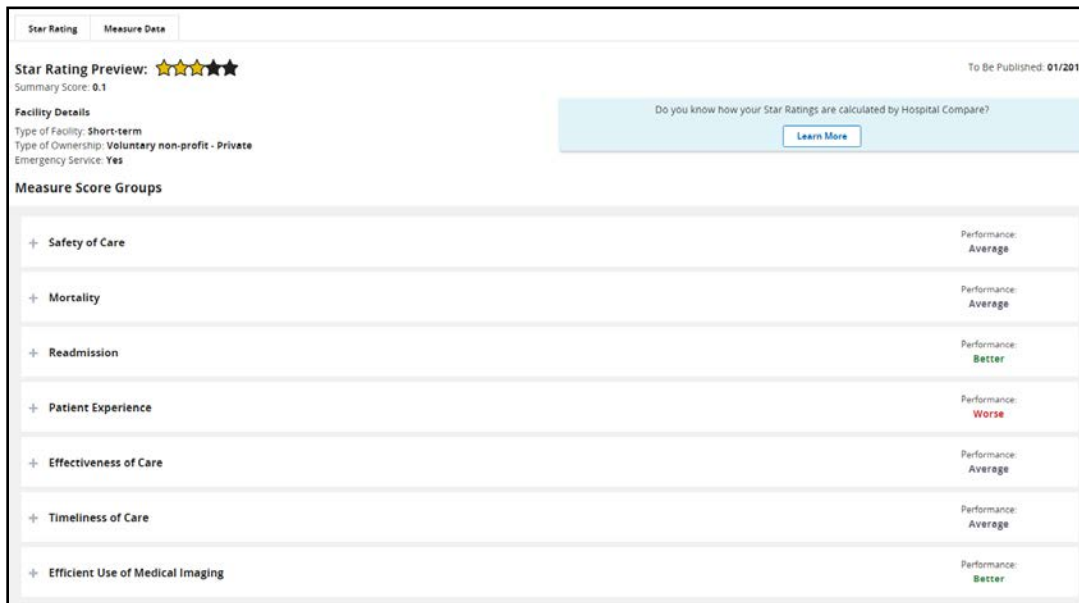 Star Rating Measure Data
Star Rating Preview:
To Be Published: 01/201
Summary Score: 0.1
Facility Details
Type of Facility: Short-term
Type of Ownership: Voluntary non-profit - Private
Emergency Service: Yes
Do you know how your Star Ratings are calculated by Hospital Compare?
Learn More
Measure Score Groups
Safety of Care
Performance:
Average
Mortality
Performance:
Average
Readmission
Performance:
Better
Patient Experience
Performance:
Worse
Effectiveness of Care
Performance:
Average
Timeliness of Care
Performance:
Average
Efficient Use of Medical Imaging
Performance:
Better